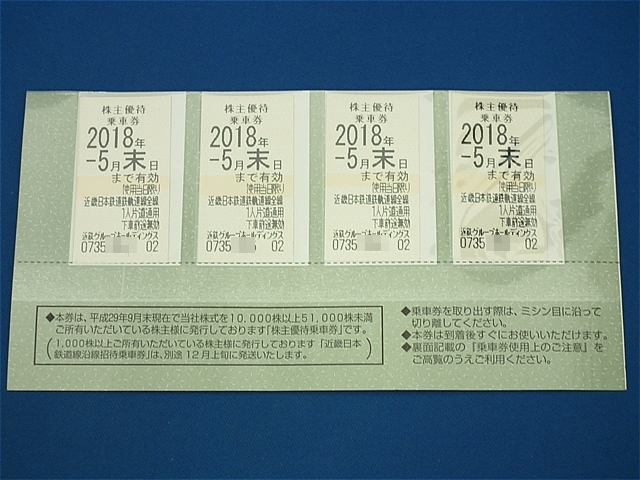 株主優待
乗車券
2018年
-5月末日
まで有効
使用当日限り
近畿日本鉄道鉄軌道線全線
1人片道1回通用
下車前途無効
近鉄グループホールディングス
0735 02
株主優待
乗車券
2018年
-5月末日
まで有効
使用当日限り
近畿日本鉄道鉄軌道線全線
1人片道1回通用
下車前途無効
近鉄グループホールディングス
0735 02
株主優待
乗車券
2018年
-5月末日
まで有効
使用当日限り
近畿日本鉄道鉄軌道線全線
1人片道1回通用
下車前途無効
近鉄グループホールディングス
0735 02
株主優待
乗車券
2018年
-5月末日
まで有効
使用当日限り
近畿日本鉄道鉄軌道線全線
1人片道1回通用
下車前途無効
近鉄グループホールディングス
0735 02
◆本券は、平成29年9月末現在で当社株式を10,000株以上51,000株未満
ご所有いただいている株主様に発行しております「株主優待乗車券」です。
(1,000株以上ご所有いただいている株主様に発行しております「近畿日本
鉄道線沿線招待乗車券」は、別途12月上旬に発送いたします。)
◆乗車券を取り出す際は、ミシン目に沿って
切り離してください。
◆本券は到着後すぐにお使いいただけます。
◆裏面記載の『乗車券使用上のご注意』を
ご高覧のうえご利用ください。